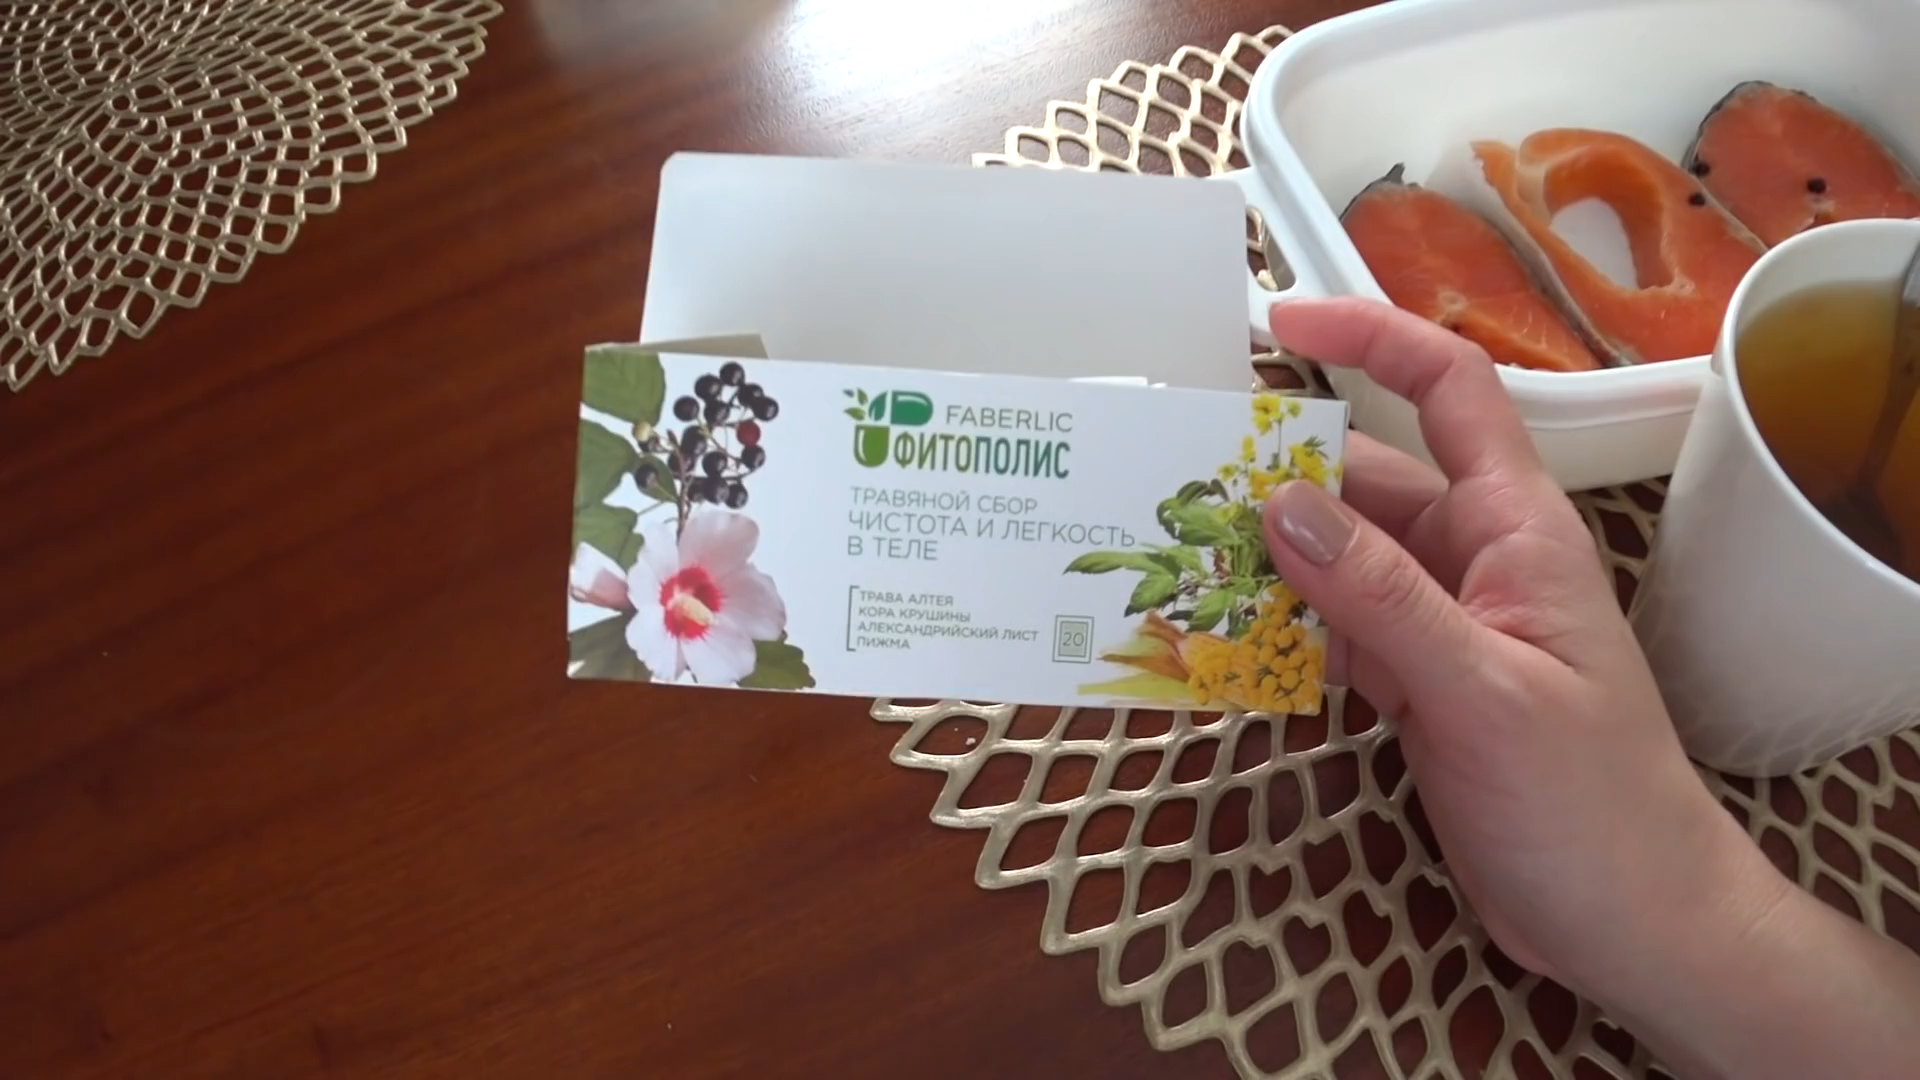 FABERLIC
ФИТОПОЛИС
ТРАВЯНОЙ СБОР
ЧИСТОТА И ЛЕГКОСТЬ
В ТЕЛЕ
ТРАВА АЛТЕЯ
КОРА КРУШИНЫ
АЛЕКСАНДРИЙСКИЙ ЛИСТ
ПИЖМА
20